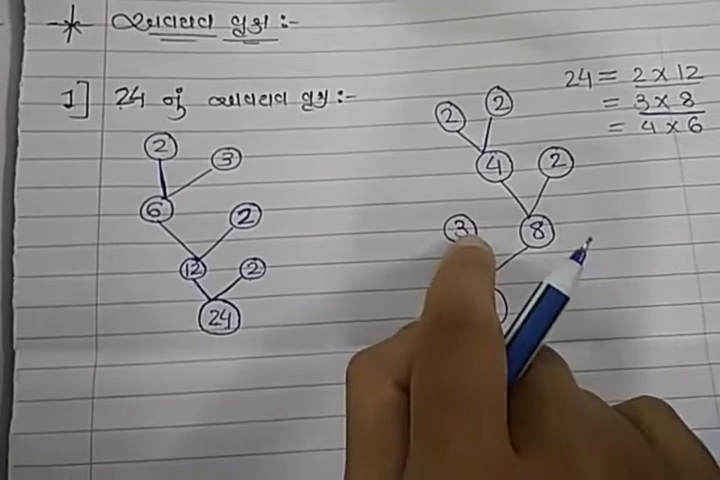 અવયવ વૃક્ષ :-
1] 24 નું અવયવ વૃક્ષ :-
24 = 2 × 12
= 3 × 8
= 4 × 6
2 3
6 2
12 2
24
2 2
4 2
3 8